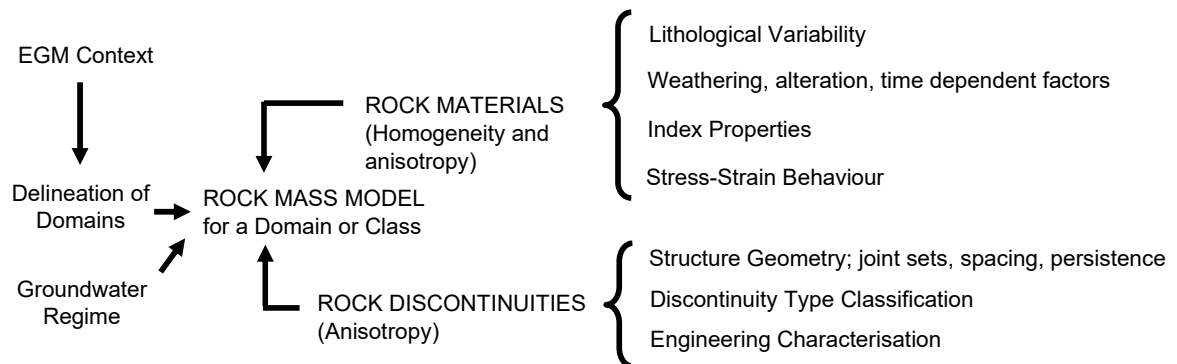 EGM Context
Delineation of
Domains
Groundwater
Regime
ROCK MATERIALS
(Homogeneity and
anisotropy)
ROCK MASS MODEL
for a Domain or Class
ROCK DISCONTINUITIES
(Anisotropy)
Lithological Variability
Weathering, alteration, time dependent factors
Index Properties
Stress-Strain Behaviour
Structure Geometry; joint sets, spacing, persistence
Discontinuity Type Classification
Engineering Characterisation